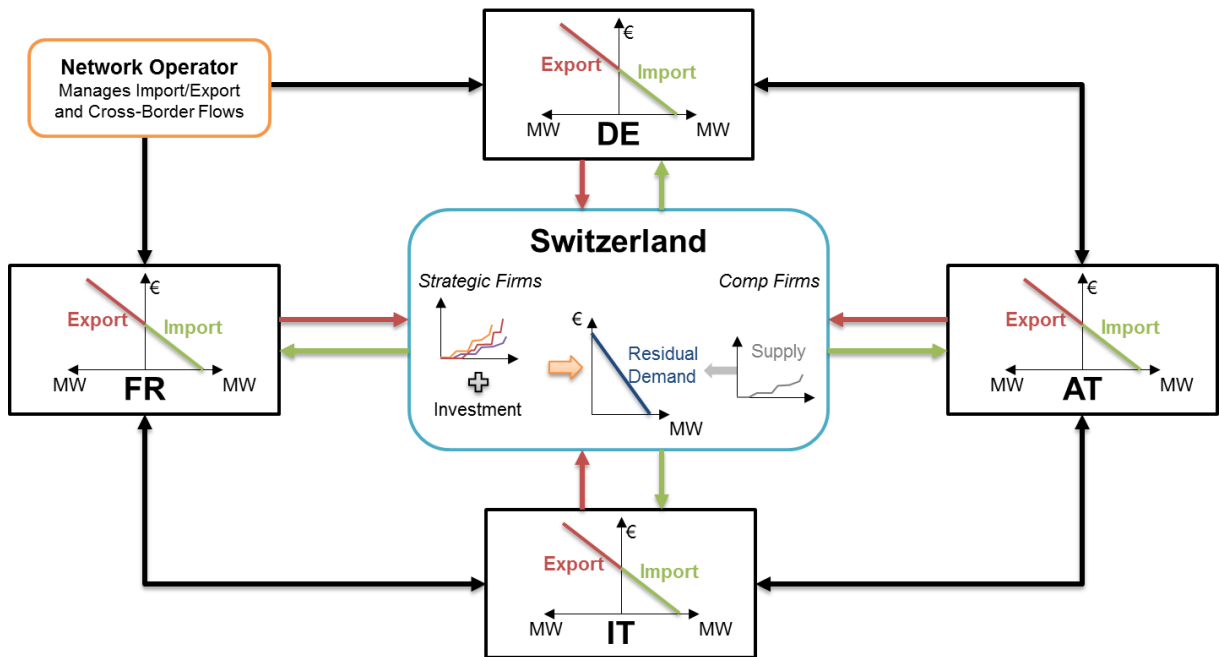 Network Operator
Manages Import/Export
and Cross-Border Flows
€
Export
Import
MW
MW
DE
Switzerland
Strategic Firms
Comp Firms
€
Residual
Demand
Supply
Investment
MW
€
Export
Import
MW
MW
FR
€
Export
Import
MW
MW
AT
€
Export
Import
MW
MW
IT